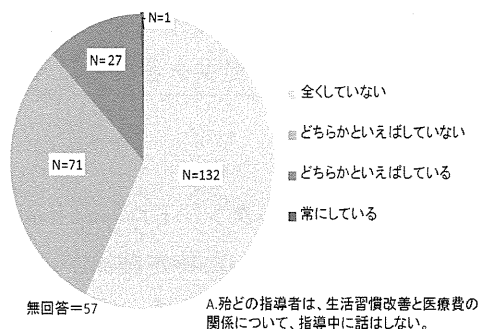 N=1
N=27
N=71
N=132
全くしていない
どちらかといえばしていない
どちらかといえばしている
常にしている
無回答=57
A.殆どの指導者は、生活習慣改善と医療費の
関係について、指導中に話はしない。